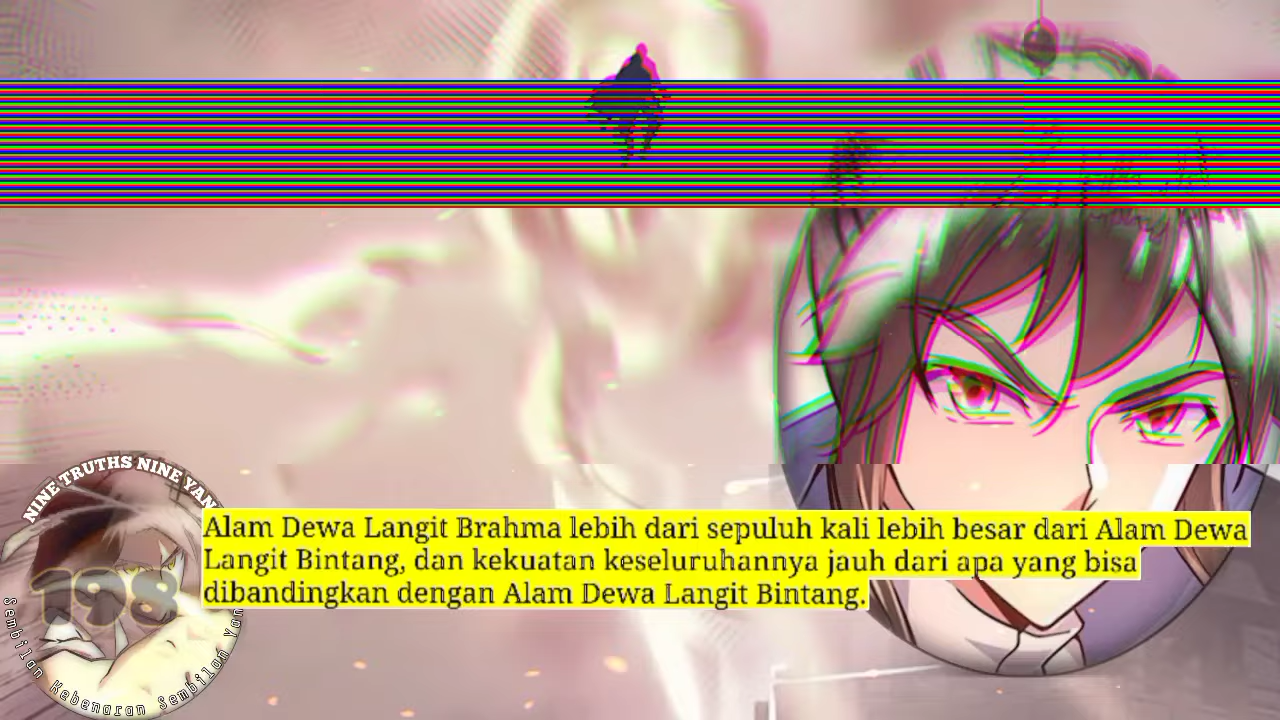 NINE TRUTHS NINE YAN
198
Alam Dewa Langit Brahma lebih dari sepuluh kali lebih besar dari Alam Dewa
Langit Bintang, dan kekuatan keseluruhannya jauh dari apa yang bisa
dibandingkan dengan Alam Dewa Langit Bintang.
Sembilan Kebenaran Sembilan Yan